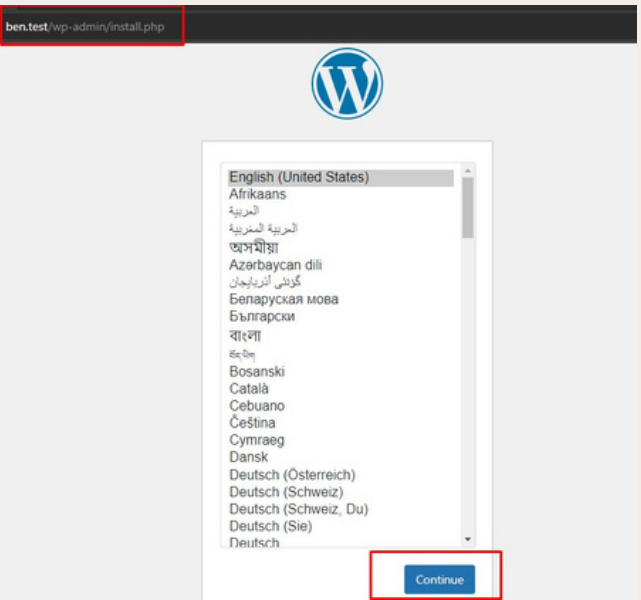 ben.test/wp-admin/install.php
English (United States)
Afrikaans
العربية
العربية المغربية
অসমীয়া
Azərbaycan dili
گؤنئی آذربایجان
Беларуская мова
Български
বাংলা
བོད་ཡིག
Bosanski
Català
Cebuano
Čeština
Cymraeg
Dansk
Deutsch (Österreich)
Deutsch (Schweiz)
Deutsch (Schweiz, Du)
Deutsch (Sie)
Deutsch
Continue